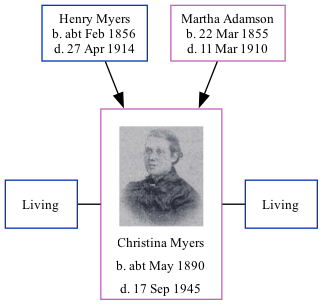 Henry Myers
b. abt Feb 1856
d. 27 Apr 1914
Martha Adamson
b. 22 Mar 1855
d. 11 Mar 1910
Living
Christina Myers
b. abt May 1890
d. 17 Sep 1945
Living